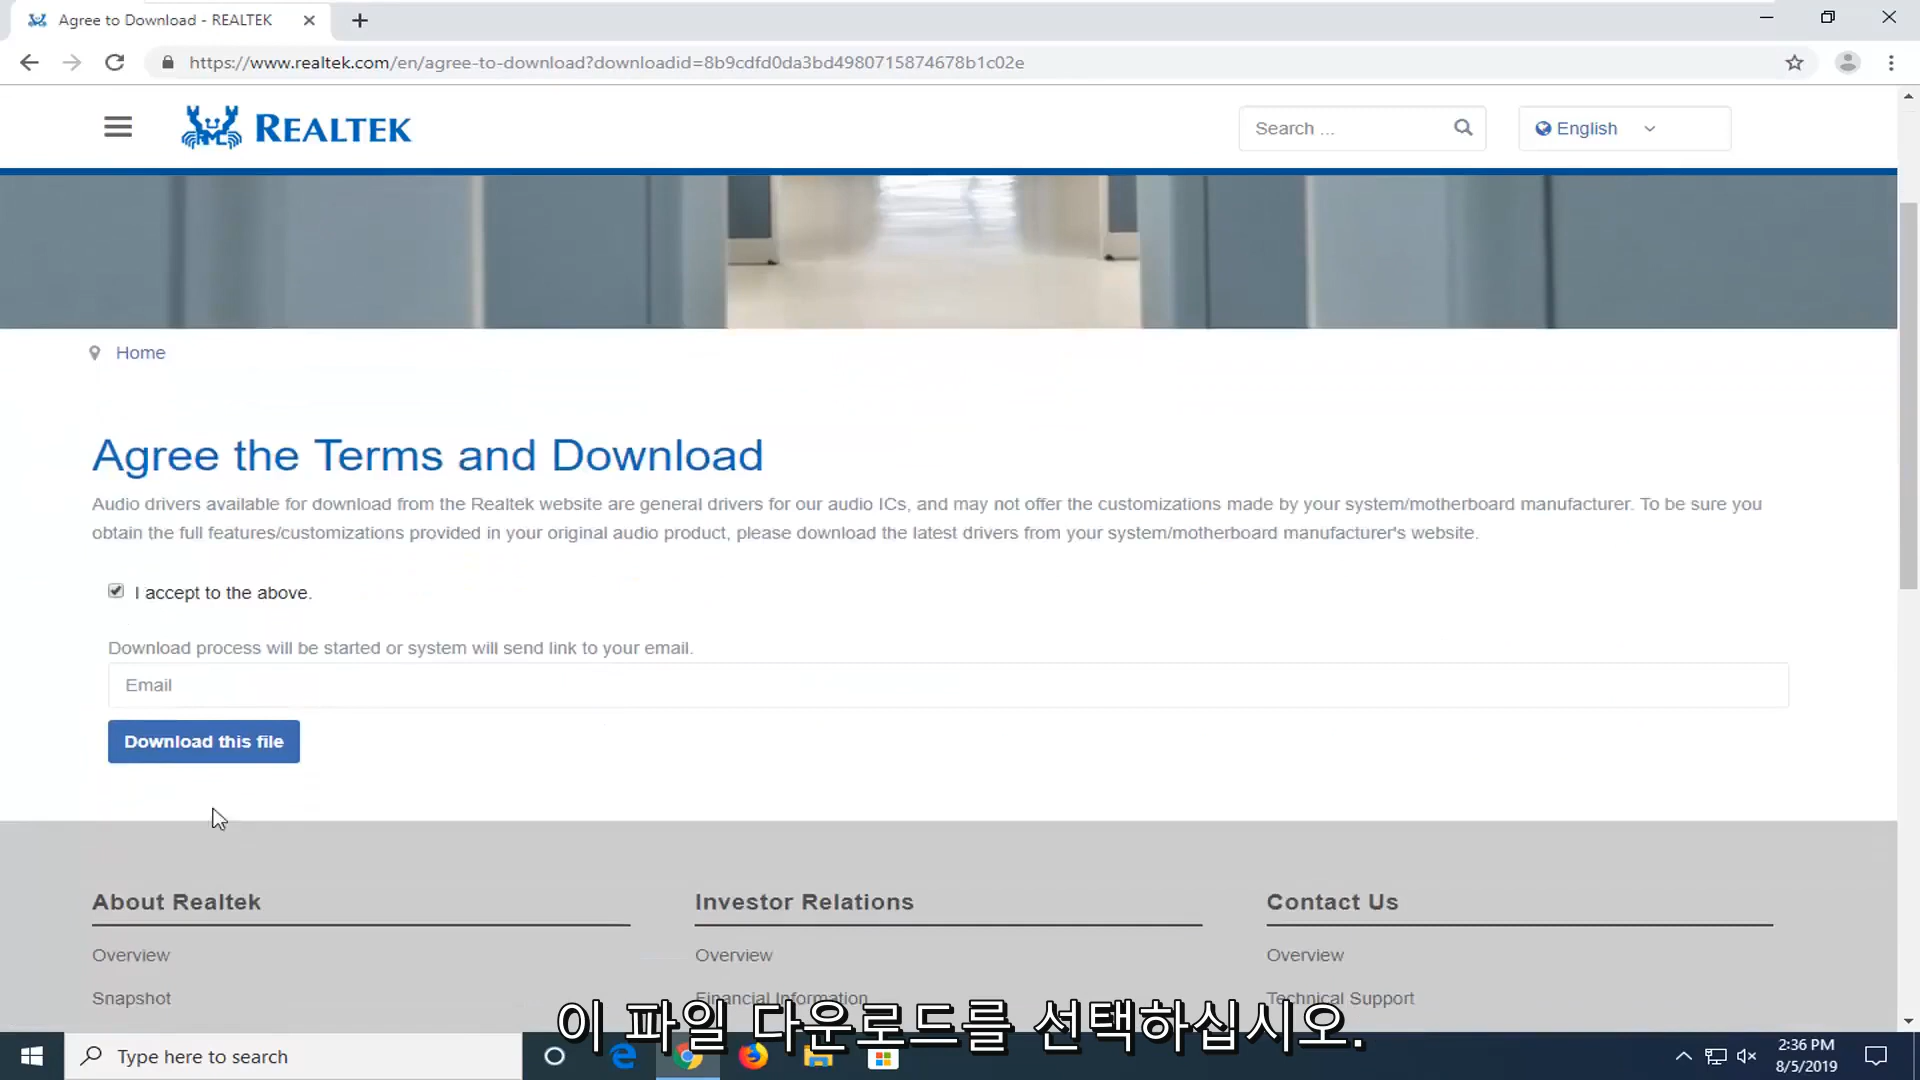 Agree to Download - REALTEK
https://www.realtek.com/en/agree-to-download?downloadid=8b9cdfd0da3bd4980715874678b1c02e
REALTEK
Search ...
English
Home
Agree the Terms and Download
Audio drivers available for download from the Realtek website are general drivers for our audio ICs, and may not offer the customizations made by your system/motherboard manufacturer. To be sure you
obtain the full features/customizations provided in your original audio product, please download the latest drivers from your system/motherboard manufacturer's website.
I accept to the above.
Download process will be started or system will send link to your email.
Email
Download this file
About Realtek
Investor Relations
Contact Us
Overview
Overview
Overview
Snapshot
Financial Information
Technical Support
이 파일 다운로드를 선택하십시오.
Type here to search
2:36 PM
8/5/2019